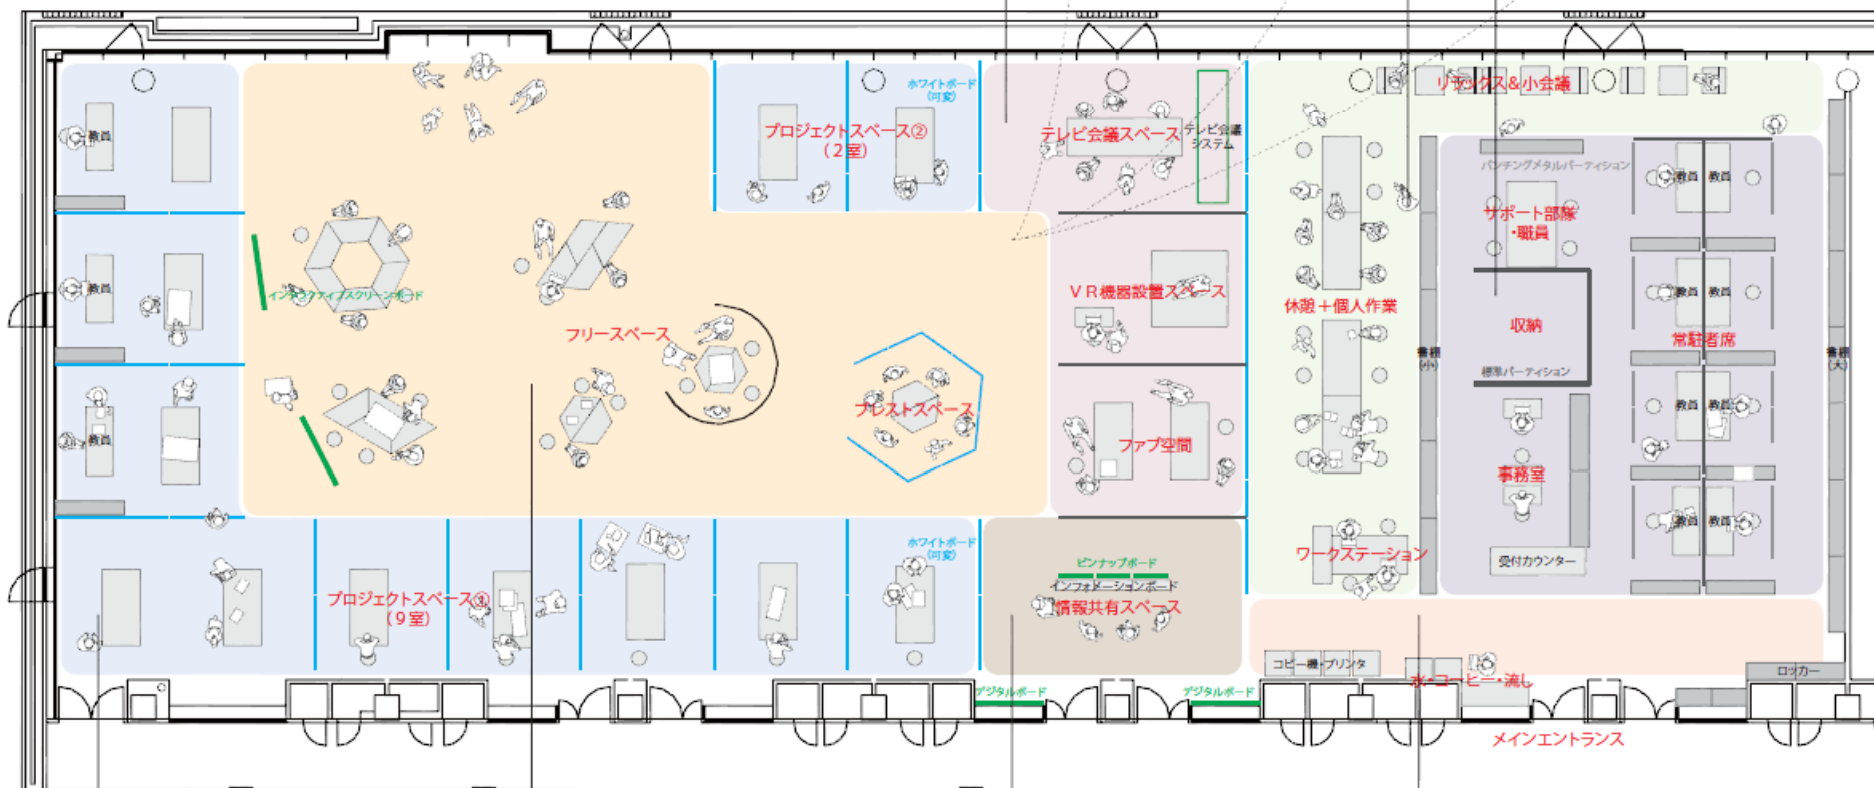 ホワイトボード
(可変)
リラックス＆小会議
プロジェクトスペース②
(２室)
テレビ会議スペース
テレビ会議
システム
教員
パンチングメタルパーティション
教員
教員
サポート部隊
・職員
インタラクティブスクリーンボード
教員
ＶＲ機器設置スペース
休憩＋個人作業
教員
教員
フリースペース
収納
常駐者席
書棚
(小)
書棚
(大)
標準パーティション
教員
ブレストスペース
ファブ空間
教員
教員
事務室
教員
教員
ホワイトボード
(可変)
ピンナップボード
インフォメーションボード
情報共有スペース
ワークステーション
受付カウンター
プロジェクトスペース①
(９室)
コピー機・プリンタ
水・コーヒー・流し
ロッカー
デジタルボード
デジタルボード
メインエントランス